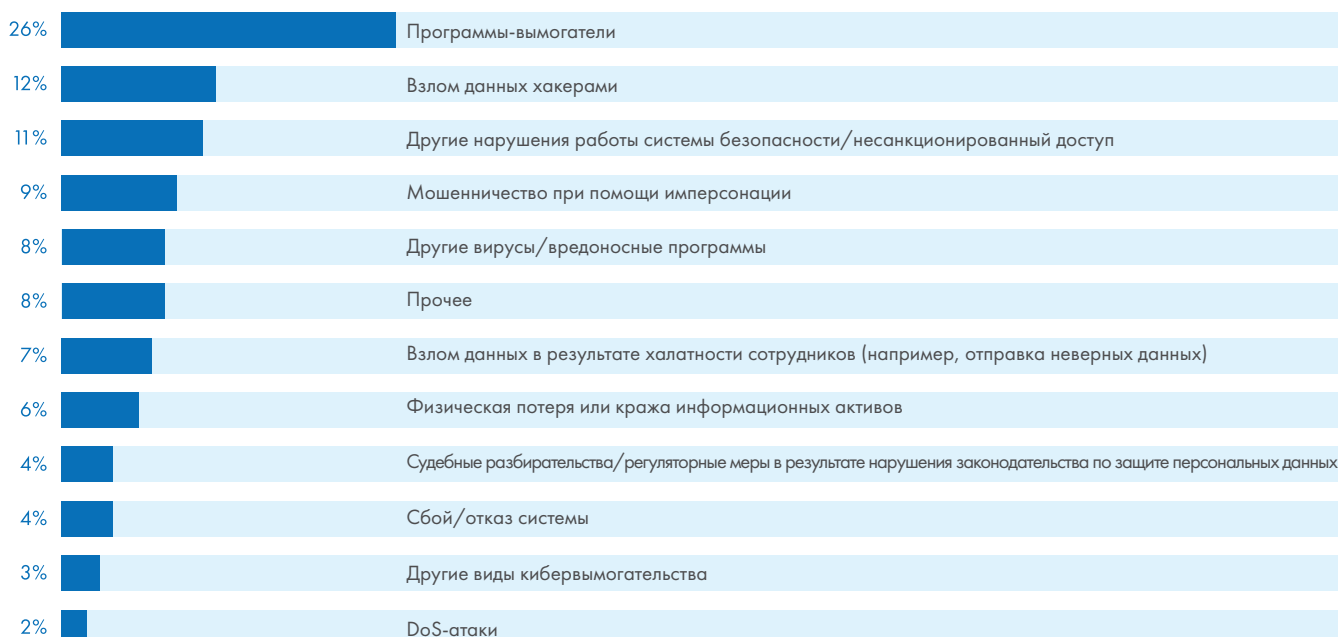 26% Программы-вымогатели
12% Взлом данных хакерами
11% Другие нарушения работы системы безопасности/несанкционированный доступ
9% Мошенничество при помощи имперсонации
8% Другие вирусы/вредоносные программы
8% Прочее
7% Взлом данных в результате халатности сотрудников (например, отправка неверных данных)
6% Физическая потеря или кража информационных активов
4% Судебные разбирательства/регуляторные меры в результате нарушения законодательства по защите персональных данных
4% Сбой/отказ системы
3% Другие виды кибервымогательства
2% DoS-атаки